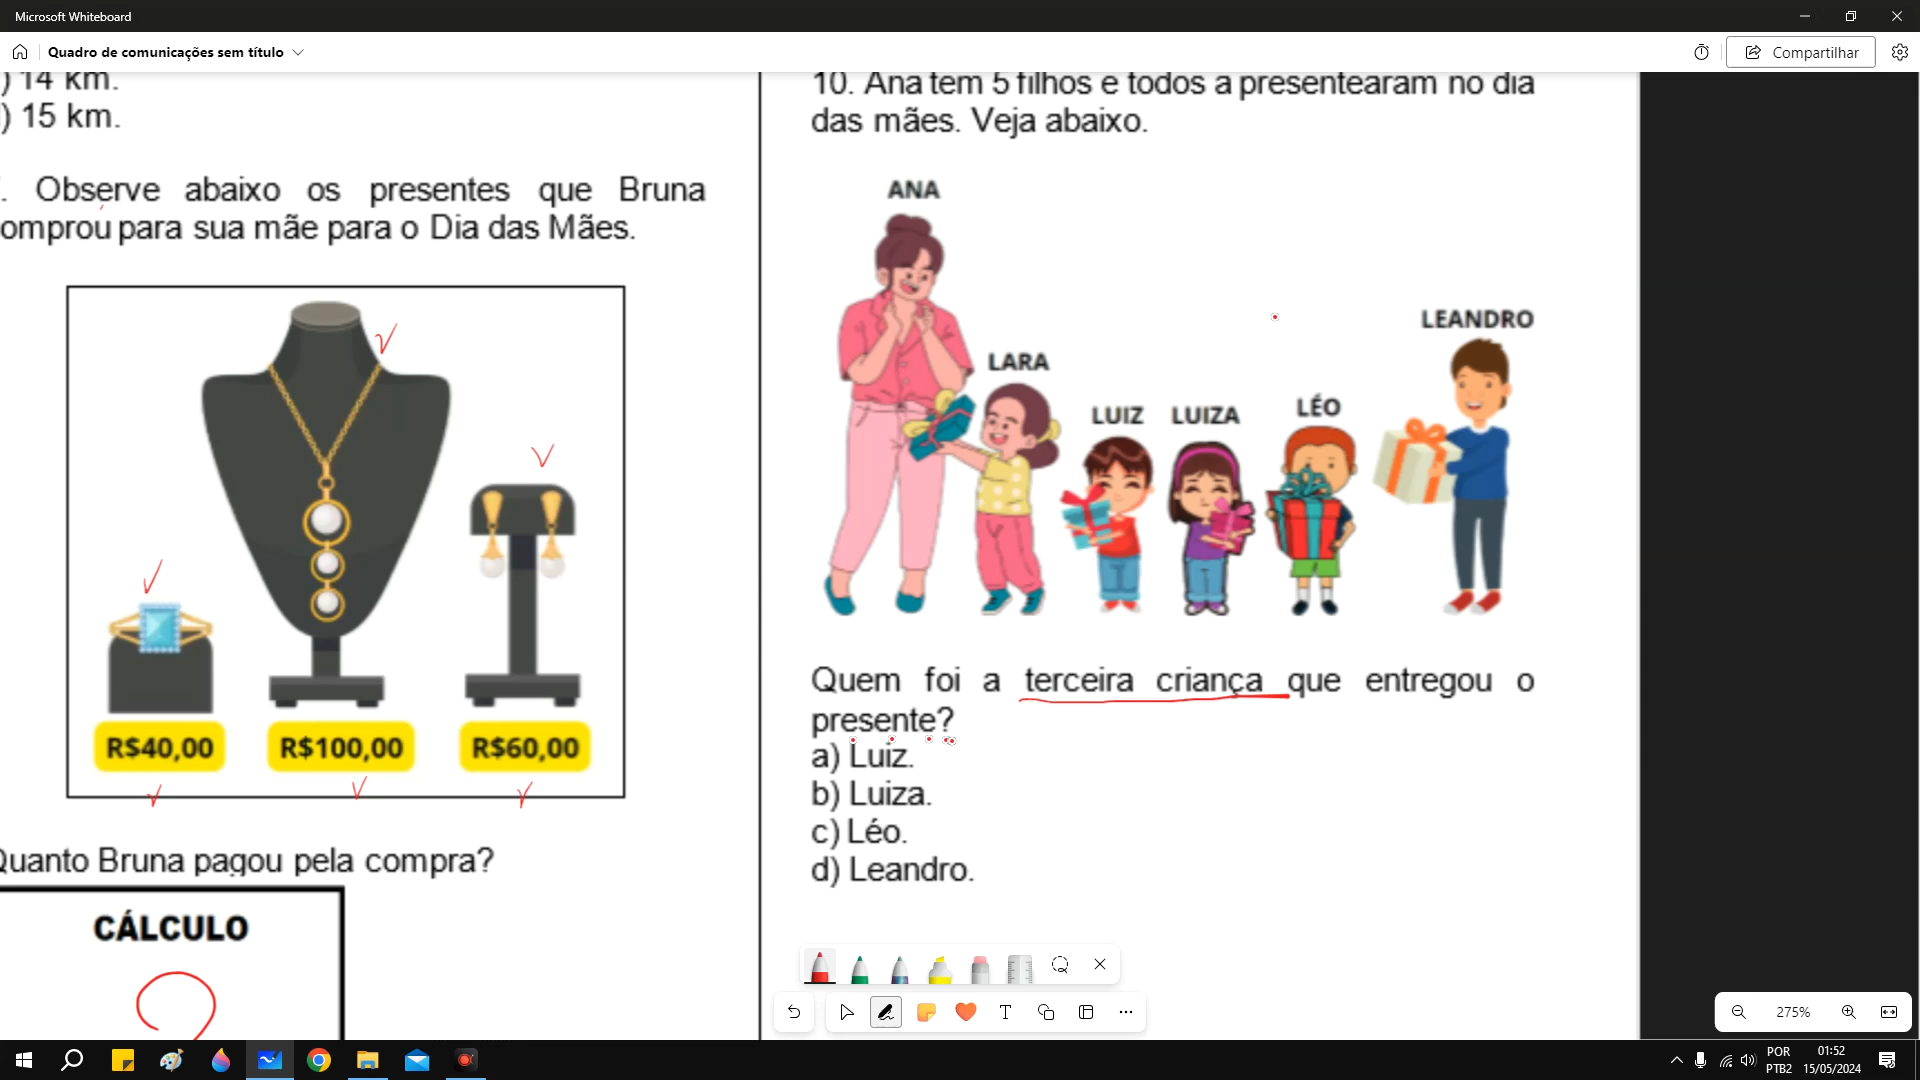 Microsoft Whiteboard
Quadro de comunicações sem título
Compartilhar
) 14 km.
) 15 km.
. Observe abaixo os presentes que Bruna
omprou para sua mãe para o Dia das Mães.
R$40,00
R$100,00
R$60,00
Quanto Bruna pagou pela compra?
CÁLCULO
10. Ana tem 5 filhos e todos a presentearam no dia
das mães. Veja abaixo.
ANA
LARA
LUIZ
LUIZA
LÉO
LEANDRO
Quem foi a terceira criança que entregou o
presente?
a) Luiz.
b) Luiza.
c) Léo.
d) Leandro.
275%
POR
PTB2
01:52
15/05/2024